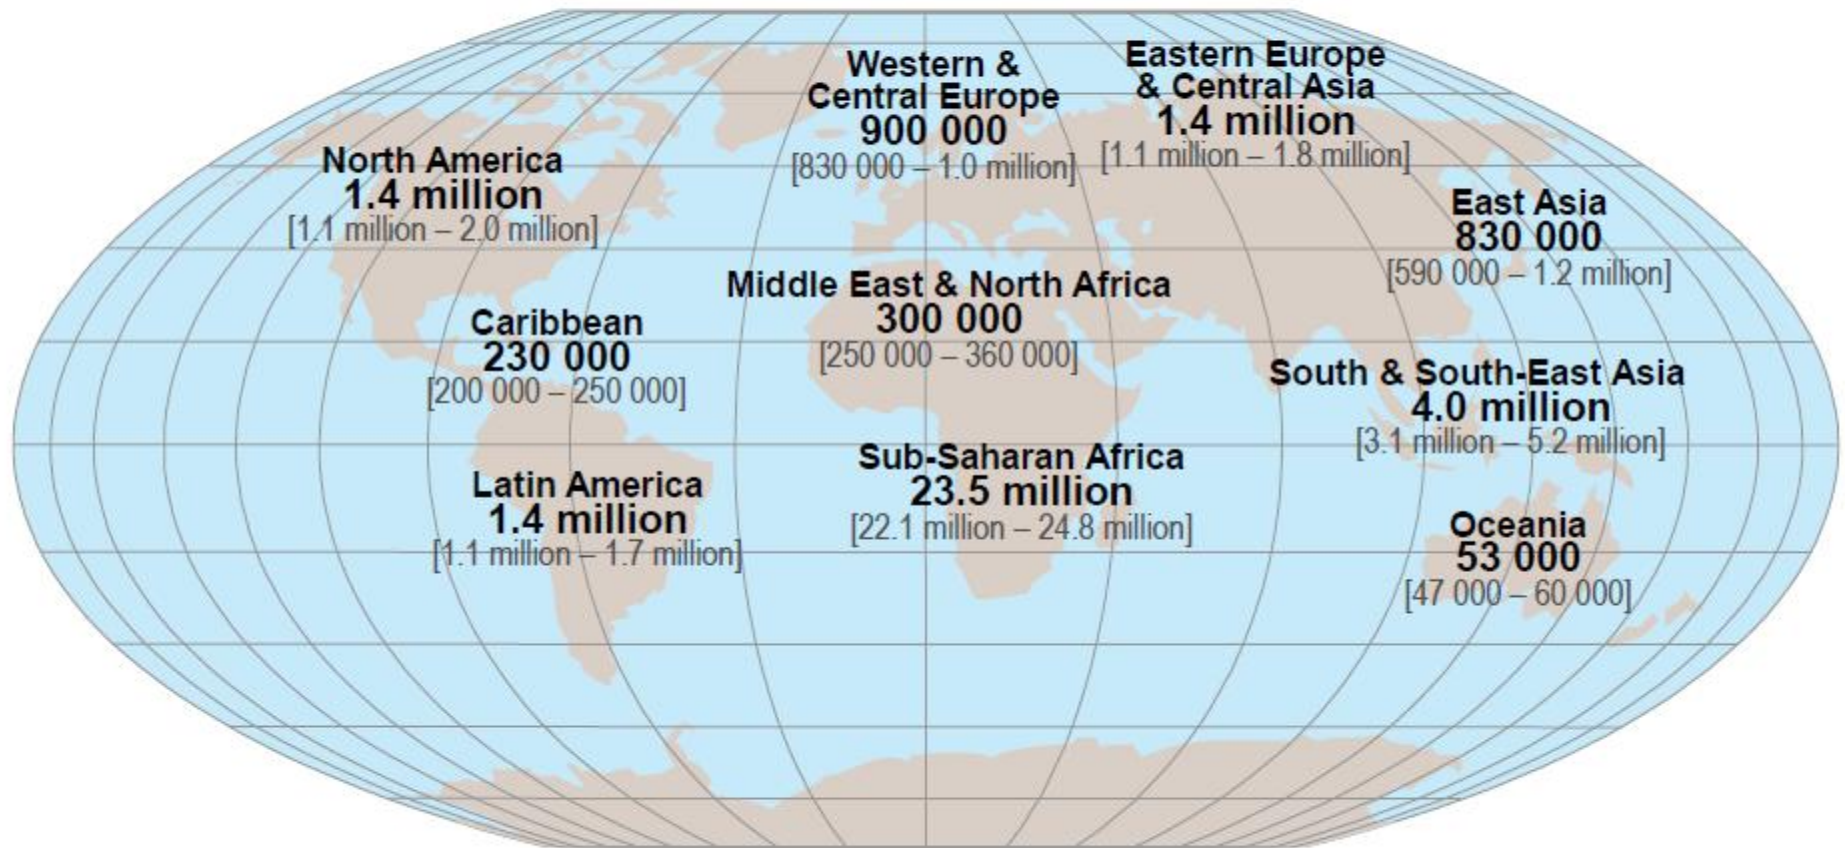 Western &
Central Europe
900 000
[830 000 – 1.0 million]
Eastern Europe
& Central Asia
1.4 million
[1.1 million – 1.8 million]
North America
1.4 million
[1.1 million – 2.0 million]
East Asia
830 000
[590 000 – 1.2 million]
Middle East & North Africa
300 000
[250 000 – 360 000]
Caribbean
230 000
[200 000 – 250 000]
South & South-East Asia
4.0 million
[3.1 million – 5.2 million]
Sub-Saharan Africa
23.5 million
[22.1 million – 24.8 million]
Latin America
1.4 million
[1.1 million – 1.7 million]
Oceania
53 000
[47 000 – 60 000]